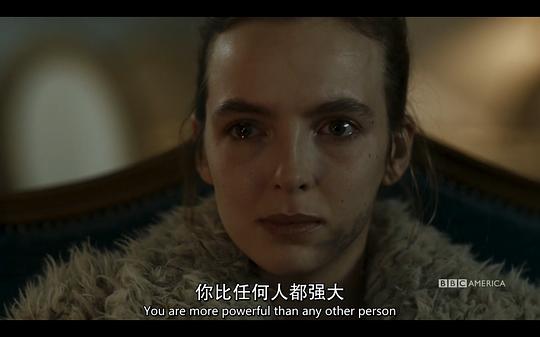 你比任何人都强大
You are more powerful than any other person
BBC AMERICA